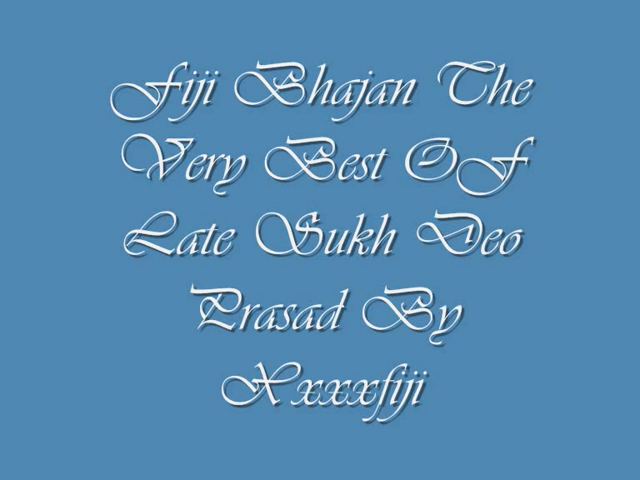 Fiji Bhajan The
Very Best OF
Late Sukh Deo
Prasad By
Xxxxfiji